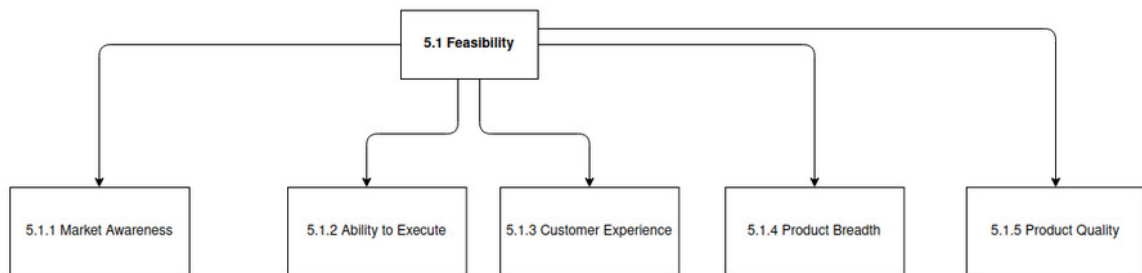 5.1 Feasibility
5.1.1 Market Awareness
5.1.2 Ability to Execute
5.1.3 Customer Experience
5.1.4 Product Breadth
5.1.5 Product Quality